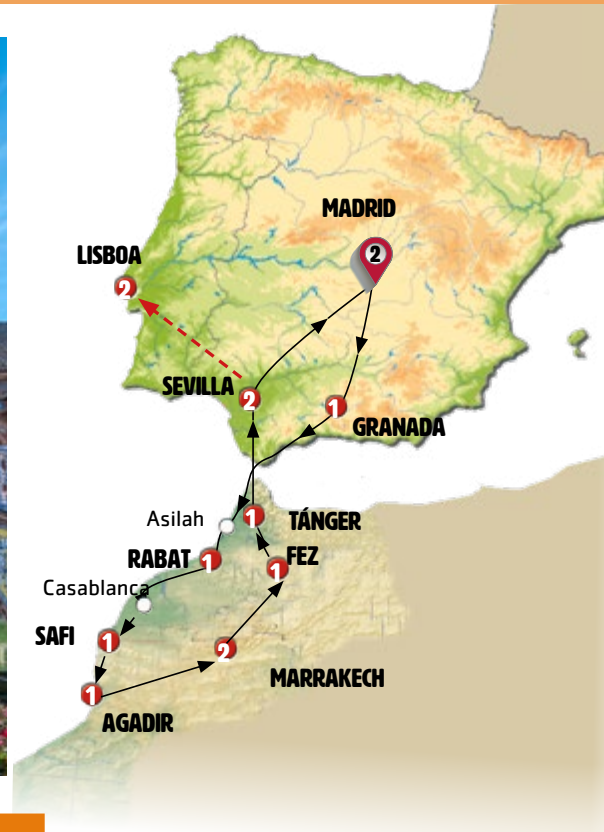 MADRID
2
LISBOA
2
SEVILLA
2
1
GRANADA
Asilah
1
TÁNGER
RABAT
1
FEZ
1
Casablanca
SAFI
1
2
MARRAKECH
1
AGADIR